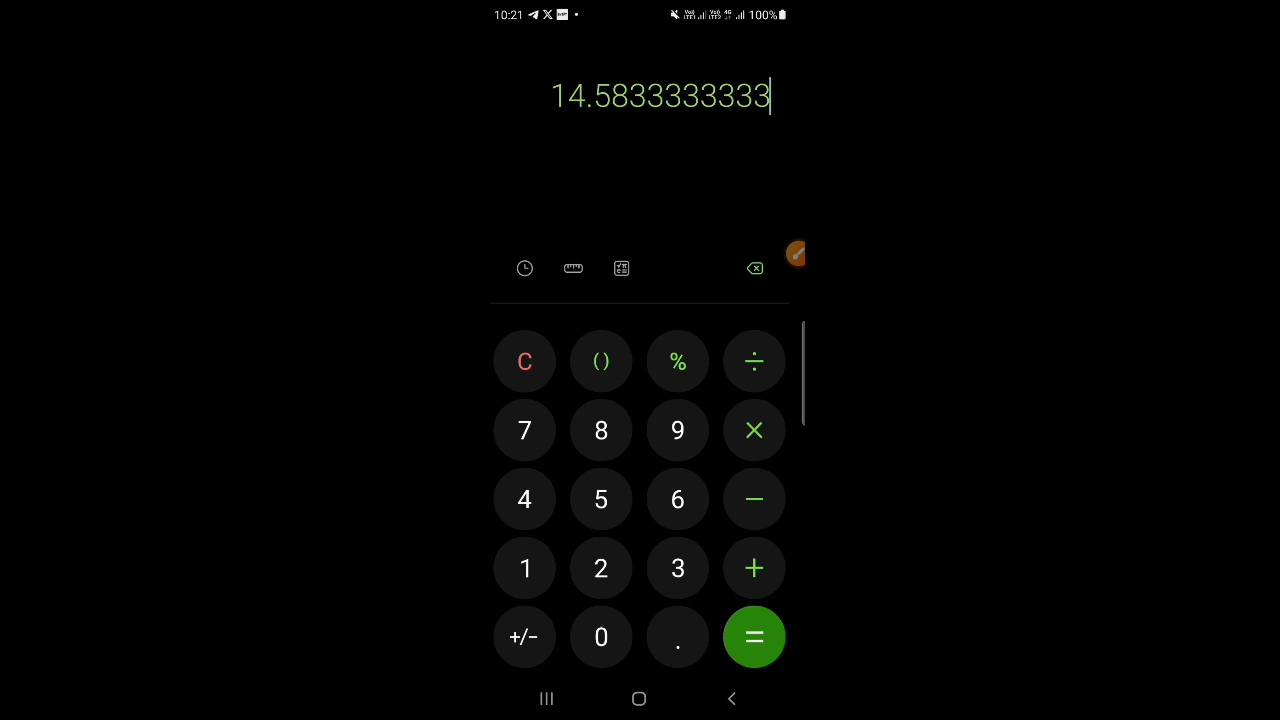 10:21 100%
14.5833333333
C () % ÷
7 8 9 ×
4 5 6 −
1 2 3 +
+/− 0 . =